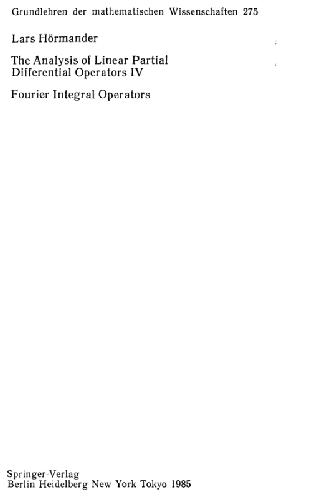 Grundlehren der mathematischen Wissenschaften 275
Lars Hörmander
The Analysis of Linear Partial
Differential Operators IV
Fourier Integral Operators
Springer-Verlag
Berlin Heidelberg New York Tokyo 1985